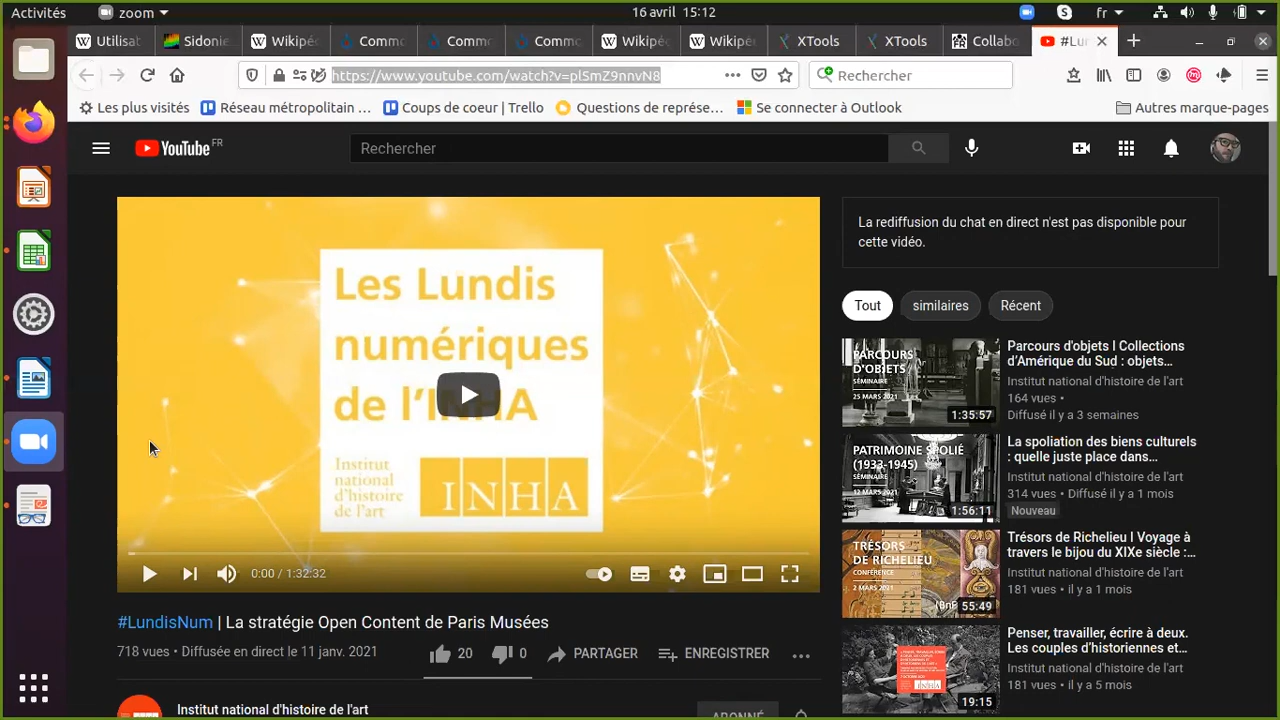 Activités
zoom
16 avril 15:12
fr
Utilisat
Sidonie
Wikipé
Commo
Commo
Commo
Wikipéc
Wikipé
XTools
XTools
Collabo
#Lun
https://www.youtube.com/watch?v=plSmZ9nnvN8
Rechercher
Les plus visités
Réseau métropolitain …
Coups de coeur | Trello
Questions de représe…
Se connecter à Outlook
Autres marque-pages
YouTube FR
Rechercher
Les Lundis
numériques
de l'INHA
Institut
national
d'histoire
de l'art
INHA
0:00 / 1:32:32
#LundisNum | La stratégie Open Content de Paris Musées
718 vues • Diffusée en direct le 11 janv. 2021
20
0
PARTAGER
ENREGISTRER
Institut national d'histoire de l'art
ABONNÉ
La rediffusion du chat en direct n'est pas disponible pour
cette vidéo.
Tout
similaires
Récent
PARCOURS
D'OBJETS
SÉMINAIRE
25 MARS 2021
1:35:57
Parcours d'objets I Collections
d'Amérique du Sud : objets…
Institut national d'histoire de l'art
164 vues •
Diffusé il y a 3 semaines
PATRIMOINE SPOLIÉ
(1933-1945)
SÉMINAIRE
12 MARS 2021
1:56:11
La spoliation des biens culturels
: quelle juste place dans…
Institut national d'histoire de l'art
314 vues • Diffusé il y a 1 mois
Nouveau
TRÉSORS
DE RICHELIEU
CONFÉRENCE
2 MARS 2021
55:49
Trésors de Richelieu I Voyage à
travers le bijou du XIXe siècle :…
Institut national d'histoire de l'art
181 vues • il y a 1 mois
19:15
Penser, travailler, écrire à deux.
Les couples d'historiennes et…
Institut national d'histoire de l'art
181 vues • il y a 5 mois